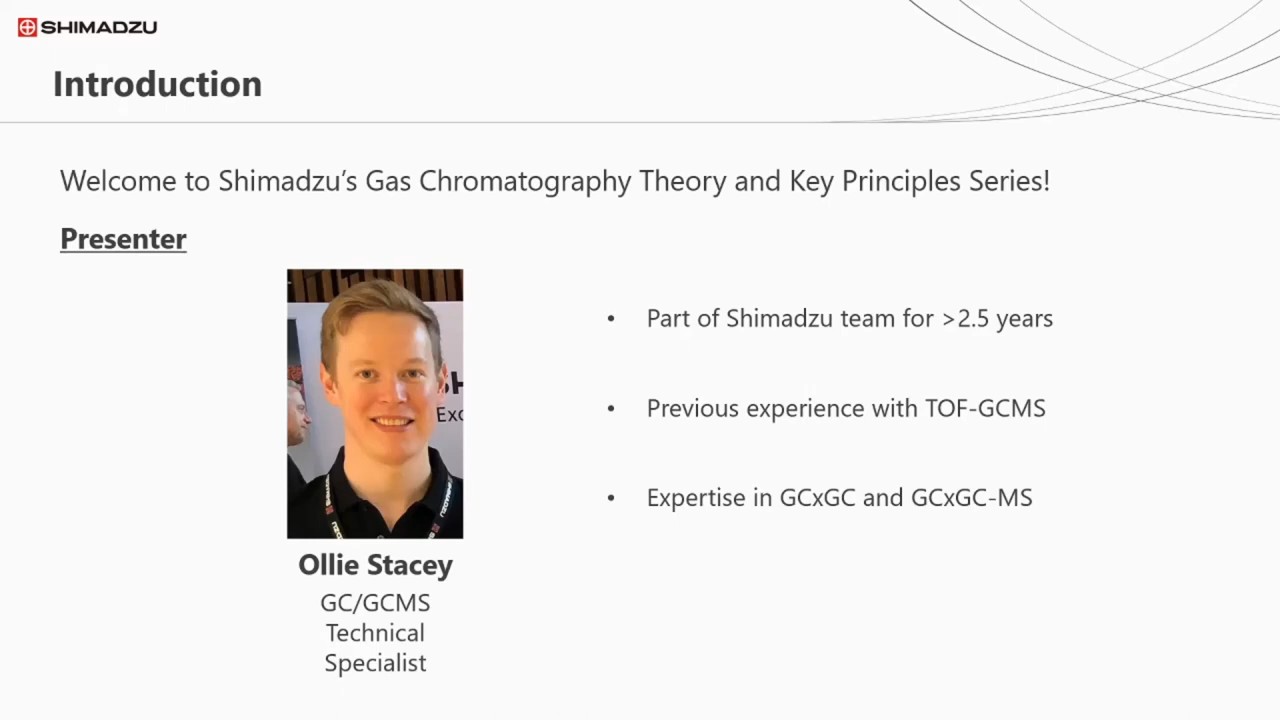 SHIMADZU
Introduction
Welcome to Shimadzu’s Gas Chromatography Theory and Key Principles Series!
Presenter
• Part of Shimadzu team for >2.5 years
• Previous experience with TOF-GCMS
• Expertise in GCxGC and GCxGC-MS
Ollie Stacey
GC/GCMS
Technical
Specialist